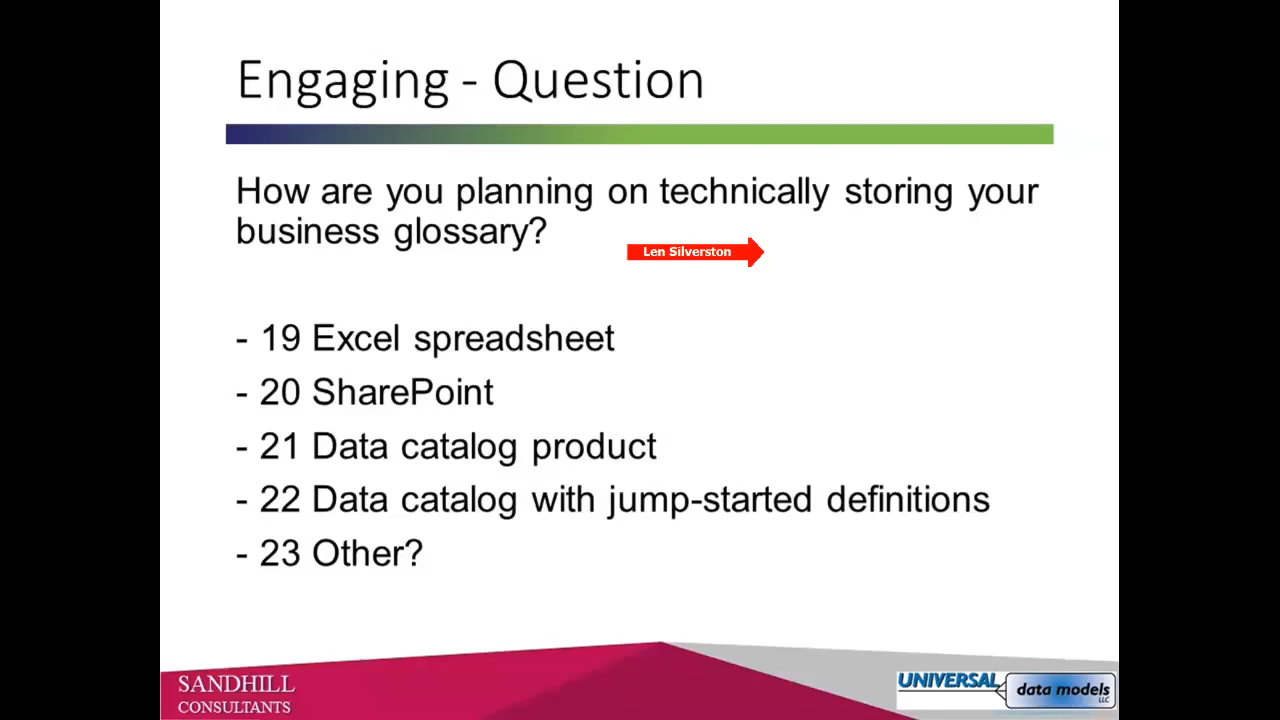 Engaging - Question
How are you planning on technically storing your
business glossary?
Len Silverston
- 19 Excel spreadsheet
- 20 SharePoint
- 21 Data catalog product
- 22 Data catalog with jump-started definitions
- 23 Other?
SANDHILL
CONSULTANTS
UNIVERSAL
data models
LLC